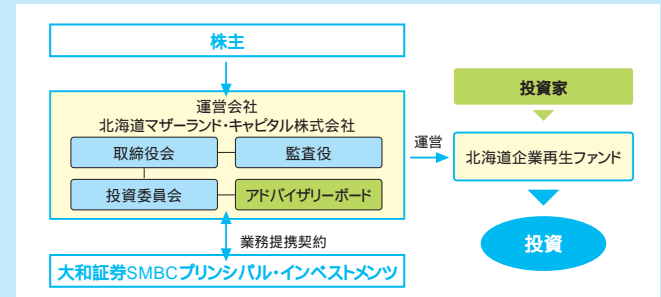 株主
運営会社
北海道マザーランド・キャピタル株式会社
取締役会
監査役
投資委員会
アドバイザリーボード
業務提携契約
大和証券SMBCプリンシパル・インベストメンツ
運営
投資家
北海道企業再生ファンド
投資